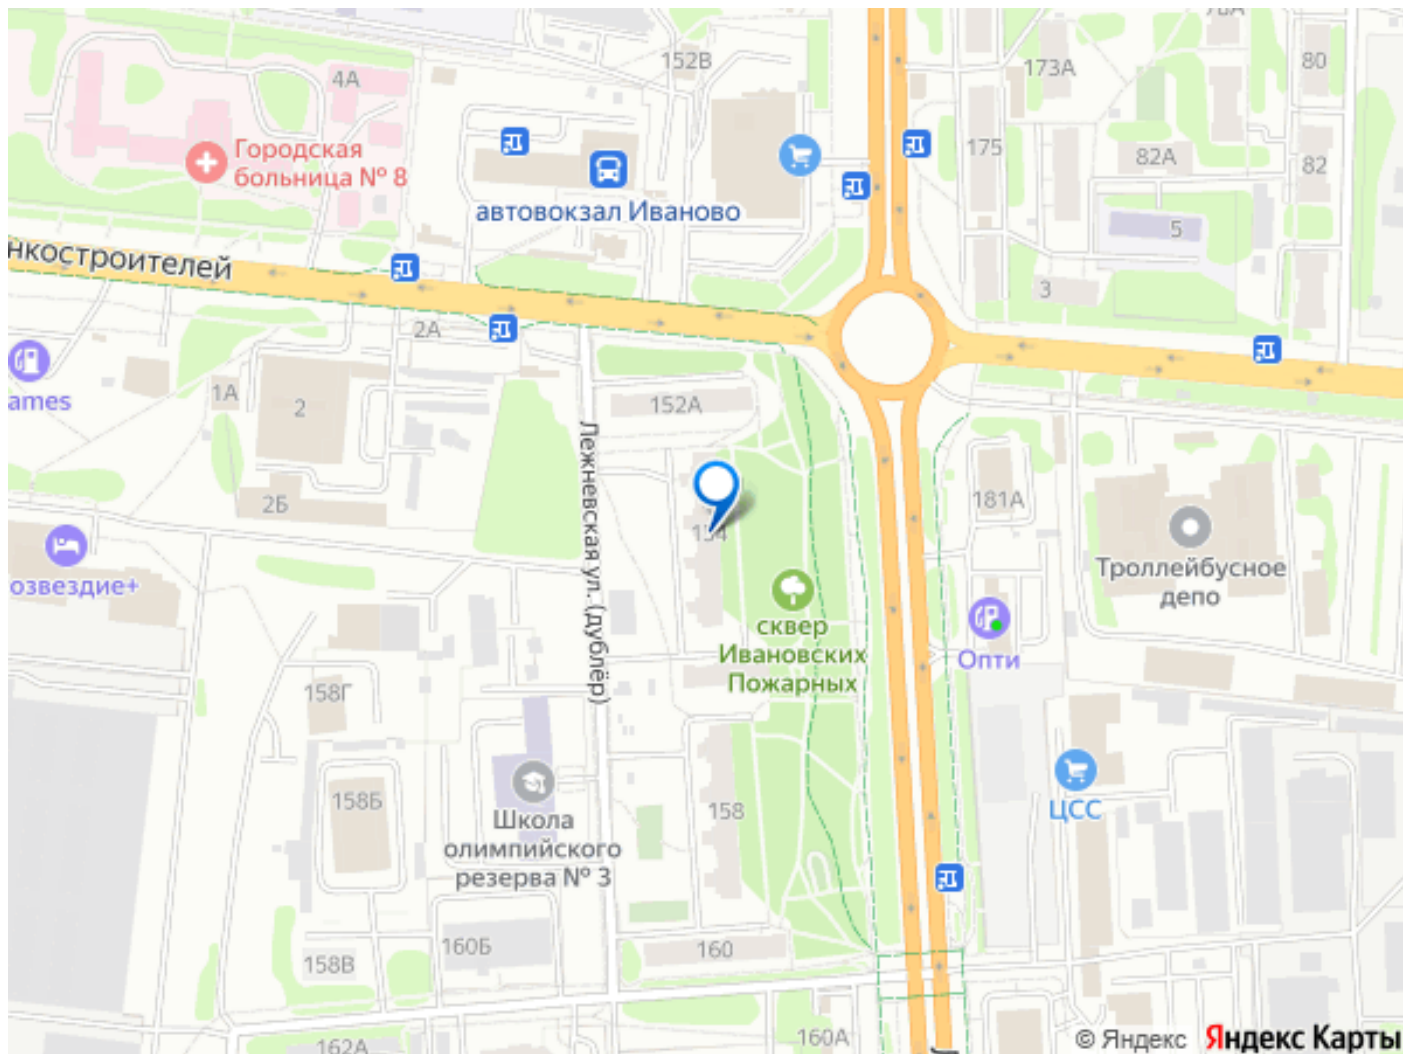 152В
173А
80
4А
175
82А
82
Городская
больница № 8
автовокзал Иваново
5
нкостроителей
3
2А
ames
1А
2
152А
Лежневская ул. (дублёр)
2Б
154
181А
Троллейбусное
депо
озвездие+
сквер
Ивановских
Пожарных
Опти
158Г
158Б
158
ЦСС
Школа
олимпийского
резерва № 3
160Б
160
158В
160А
162А
© Яндекс Яндекс Карты